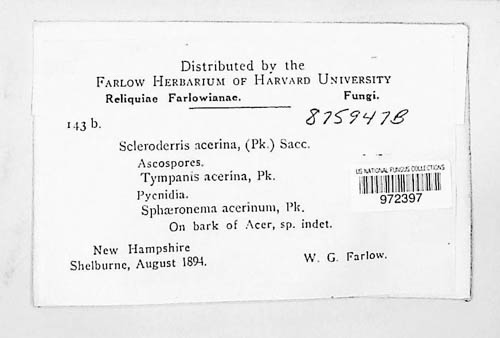 Distributed by the
FARLOW HERBARIUM OF HARVARD UNIVERSITY
Reliquiae Farlowianae. Fungi.
143 b. 875947B
Scleroderris acerina, (Pk.) Sacc.
Ascospores.
Tympanis acerina, Pk.
Pycnidia.
Sphæronema acerinum, Pk.
On bark of Acer, sp. indet.
US NATIONAL FUNGUS COLLECTIONS
972397
New Hampshire
Shelburne, August 1894. W. G. Farlow.